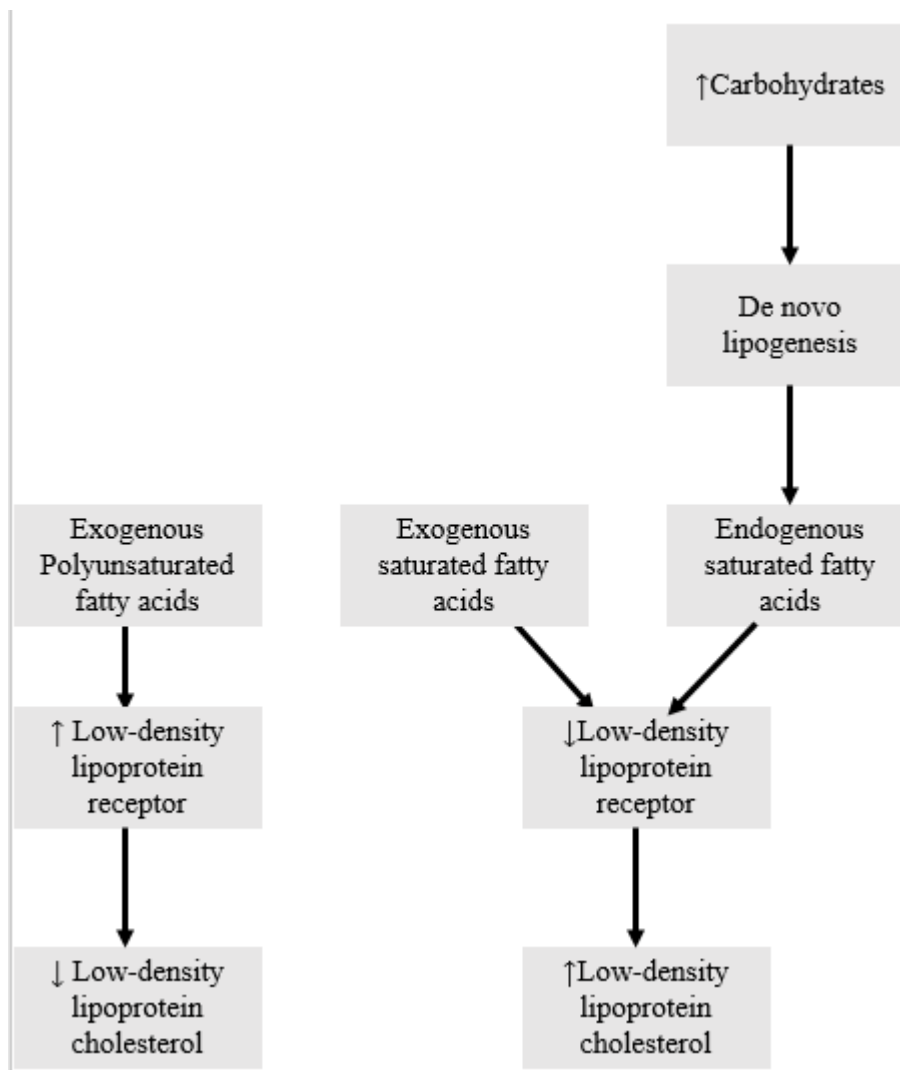 ↑Carbohydrates
De novo
lipogenesis
Exogenous
Polyunsaturated
fatty acids
Exogenous
saturated fatty
acids
Endogenous
saturated fatty
acids
↑ Low-density
lipoprotein
receptor
↓Low-density
lipoprotein
receptor
↓ Low-density
lipoprotein
cholesterol
↑Low-density
lipoprotein
cholesterol